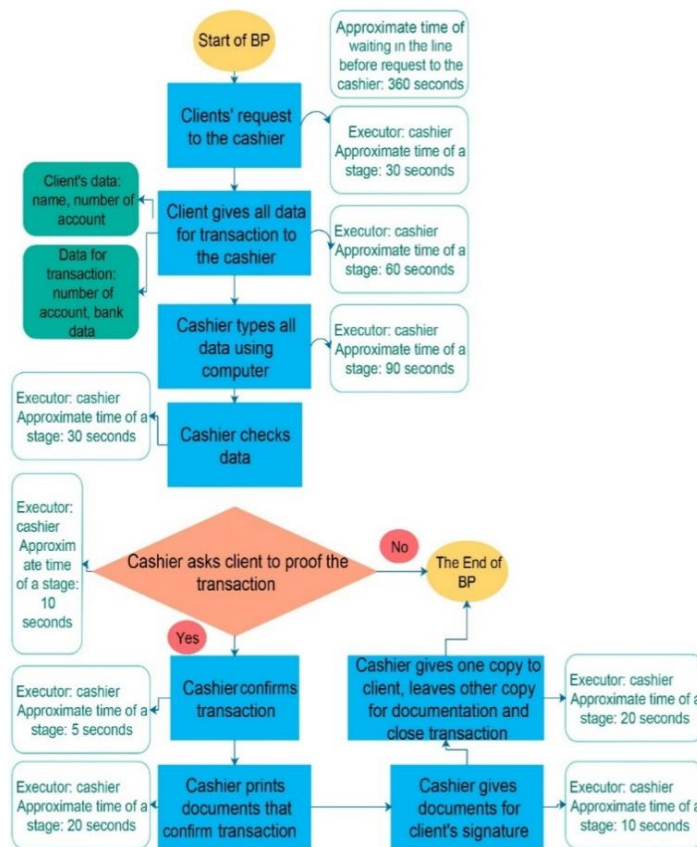 Start of BP
Approximate time of
waiting in the line
before request to the
cashier: 360 seconds
Clients' request
to the cashier
Executor: cashier
Approximate time of a
stage: 30 seconds
Client's data:
name, number of
account
Client gives all data
for transaction to
the cashier
Executor: cashier
Approximate time of a
stage: 60 seconds
Data for
transaction:
number of
account, bank
data
Cashier types all
data using
computer
Executor: cashier
Approximate time of a
stage: 90 seconds
Executor: cashier
Approximate time of a
stage: 30 seconds
Cashier checks
data
Executor:
cashier
Approxim
ate time
of a stage:
10
seconds
Cashier asks client to proof the
transaction
No
The End of
BP
Yes
Executor: cashier
Approximate time of a
stage: 5 seconds
Cashier confirms
transaction
Cashier gives one copy to
client, leaves other copy
for documentation and
close transaction
Executor: cashier
Approximate time of a
stage: 20 seconds
Executor: cashier
Approximate time of a
stage: 20 seconds
Cashier prints
documents that
confirm transaction
Cashier gives
documents for
client's signature
Executor: cashier
Approximate time of a
stage: 10 seconds